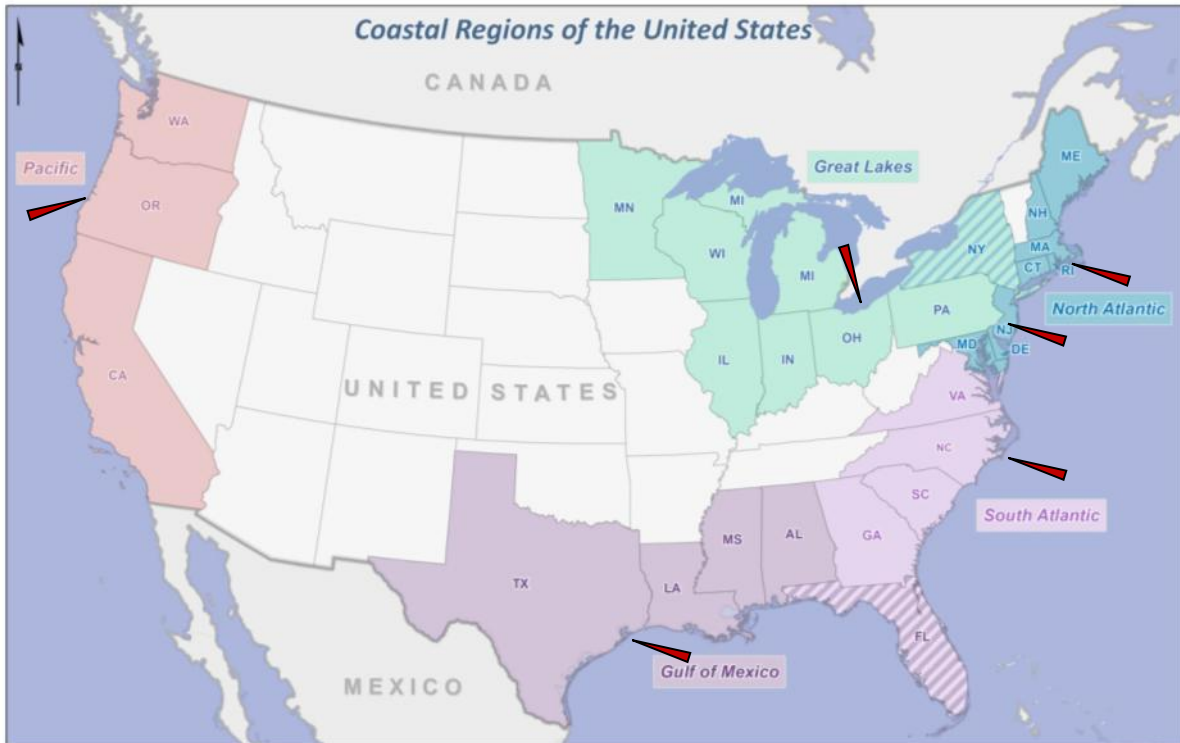 Coastal Regions of the United States
CANADA
WA
Pacific
OR
CA
Great Lakes
MN
MI
WI
MI
IL
IN
OH
PA
NY
ME
NH
MA
CT
RI
North Atlantic
NJ
MD
DE
UNITED STATES
VA
NC
SC
South Atlantic
GA
MS
AL
TX
LA
FL
Gulf of Mexico
MEXICO